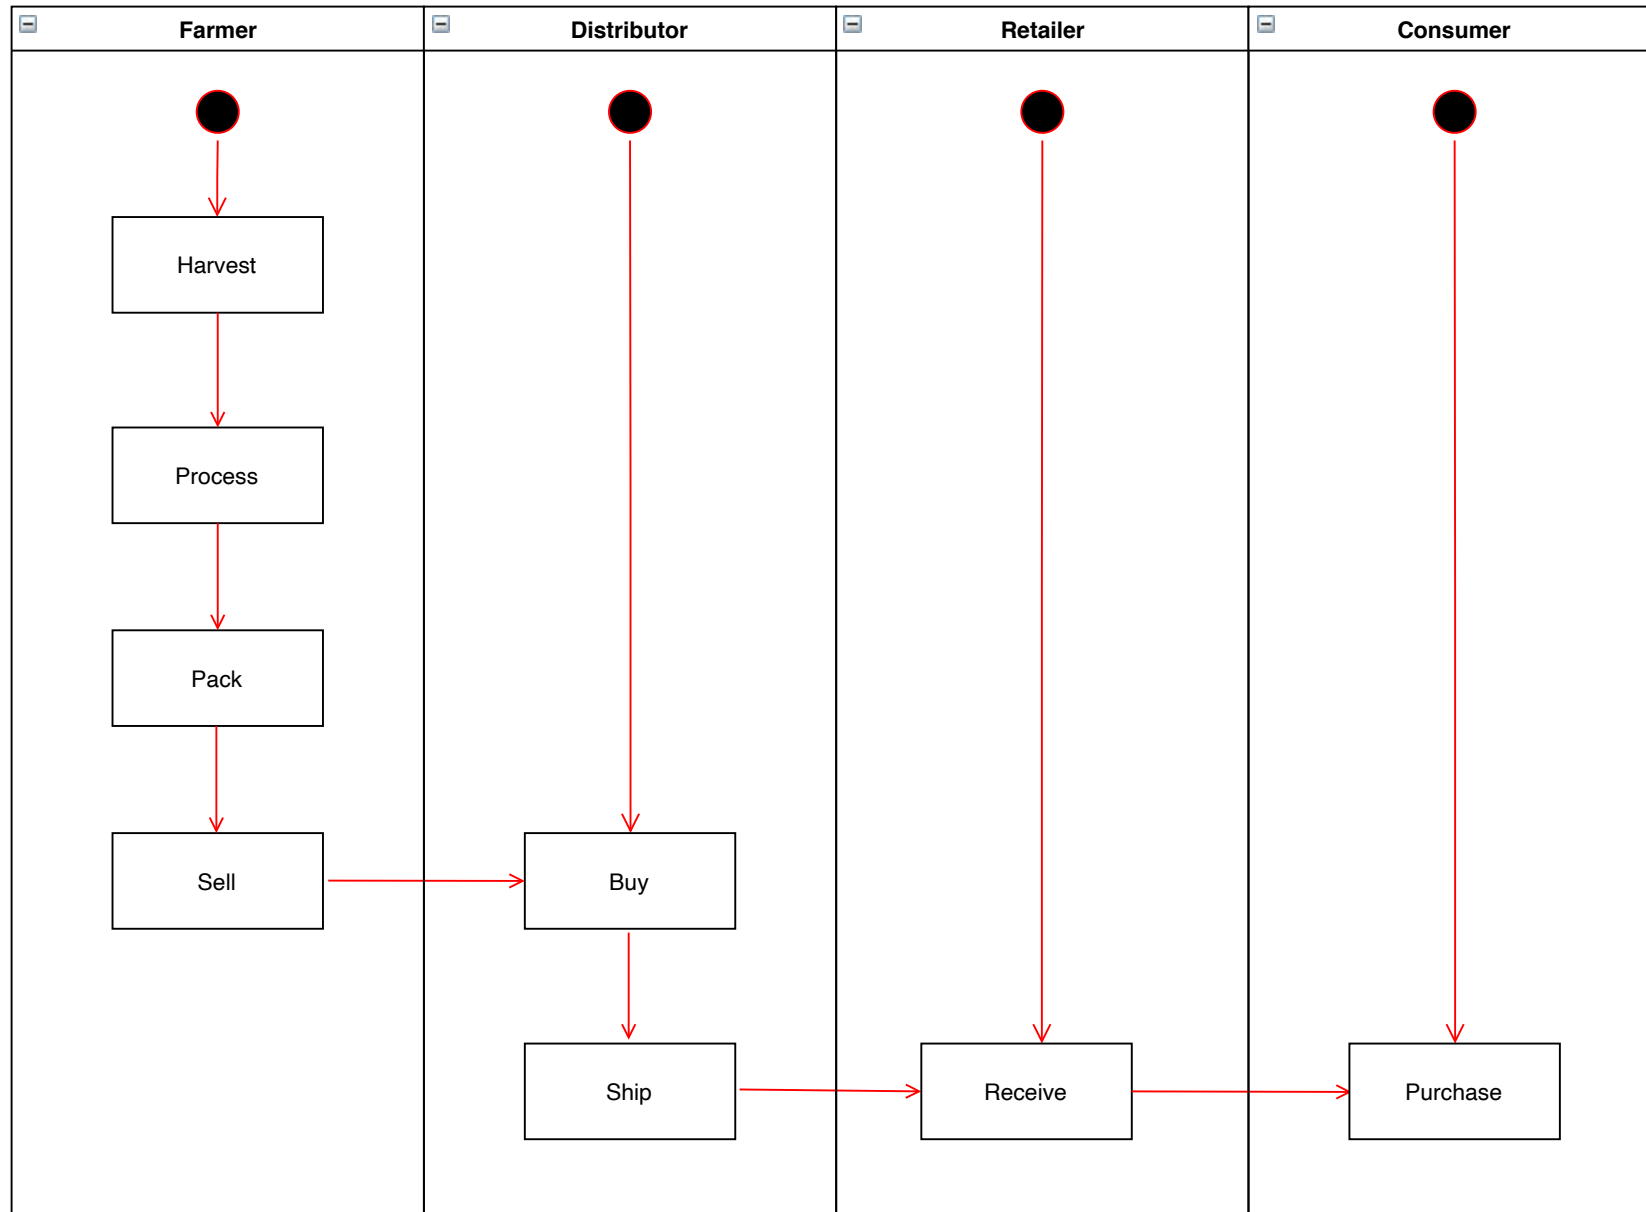 Farmer
Distributor
Retailer
Consumer
Harvest
Process
Pack
Sell
Buy
Ship
Receive
Purchase